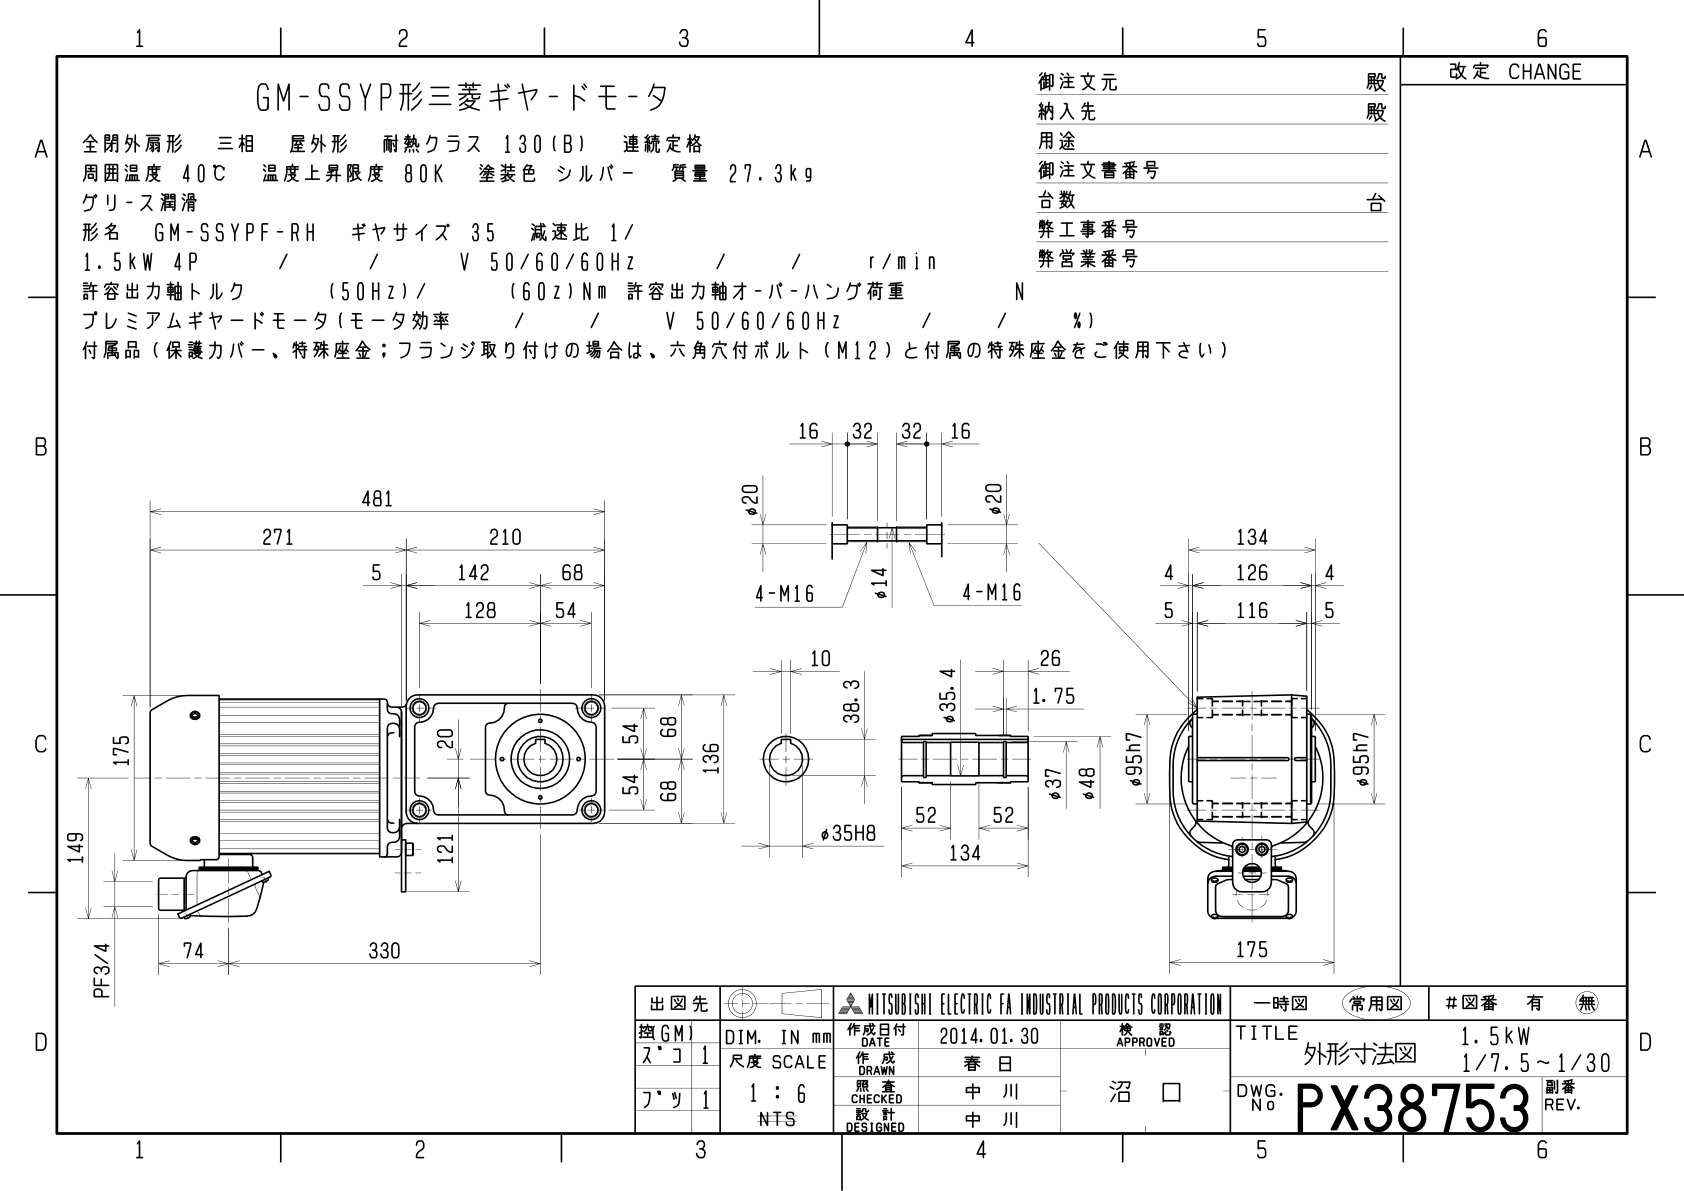 1 2 3 4 5 6
改定 CHANGE
GM-SSYP形三菱ギヤードモータ
全閉外扇形 三相 屋外形 耐熱クラス 130(B) 連続定格
周囲温度 40℃ 温度上昇限度 80K 塗装色 シルバー 質量 27.3kg
グリース潤滑
形名 GM-SSYPF-RH ギヤサイズ 35 減速比 1/
1.5kW 4P / / V 50/60/60Hz / / r/min
許容出力軸トルク (50Hz)/ (60z)Nm 許容出力軸オーバーハング荷重 N
プレミアムギヤードモータ(モータ効率 / / V 50/60/60Hz / / %)
付属品(保護カバー、特殊座金;フランジ取り付けの場合は、六角穴付ボルト(M12)と付属の特殊座金をご使用下さい)
御注文元 殿
納入先 殿
用途
御注文書番号
台数 台
弊工事番号
弊営業番号
A A
B B
C C
D D
16 32 32 16
φ20 φ20
4-M16 φ14 4-M16
481
271 210
5 142 68
128 54
175
149
20
121
54 54
68 68
136
PF3/4
74 330
10
38.3
φ35H8
26
1.75
φ35.4
φ37 φ48
52 52
134
134
4 126 4
5 116 5
φ95h7 φ95h7
175
出図先
控(GM)
ズコ 1
ブツ 1
DIM. IN mm
尺度 SCALE
1 : 6
NTS
MITSUBISHI ELECTRIC FA INDUSTRIAL PRODUCTS CORPORATION
作成日付 DATE 2014.01.30
作成 DRAWN 春日
照査 CHECKED 中川
設計 DESIGNED 中川
検認 APPROVED
沼口
一時図 常用図 #図番 有 無
TITLE 外形寸法図
1.5kW
1/7.5~1/30
DWG. No PX38753
副番 REV.
1 2 3 4 5 6